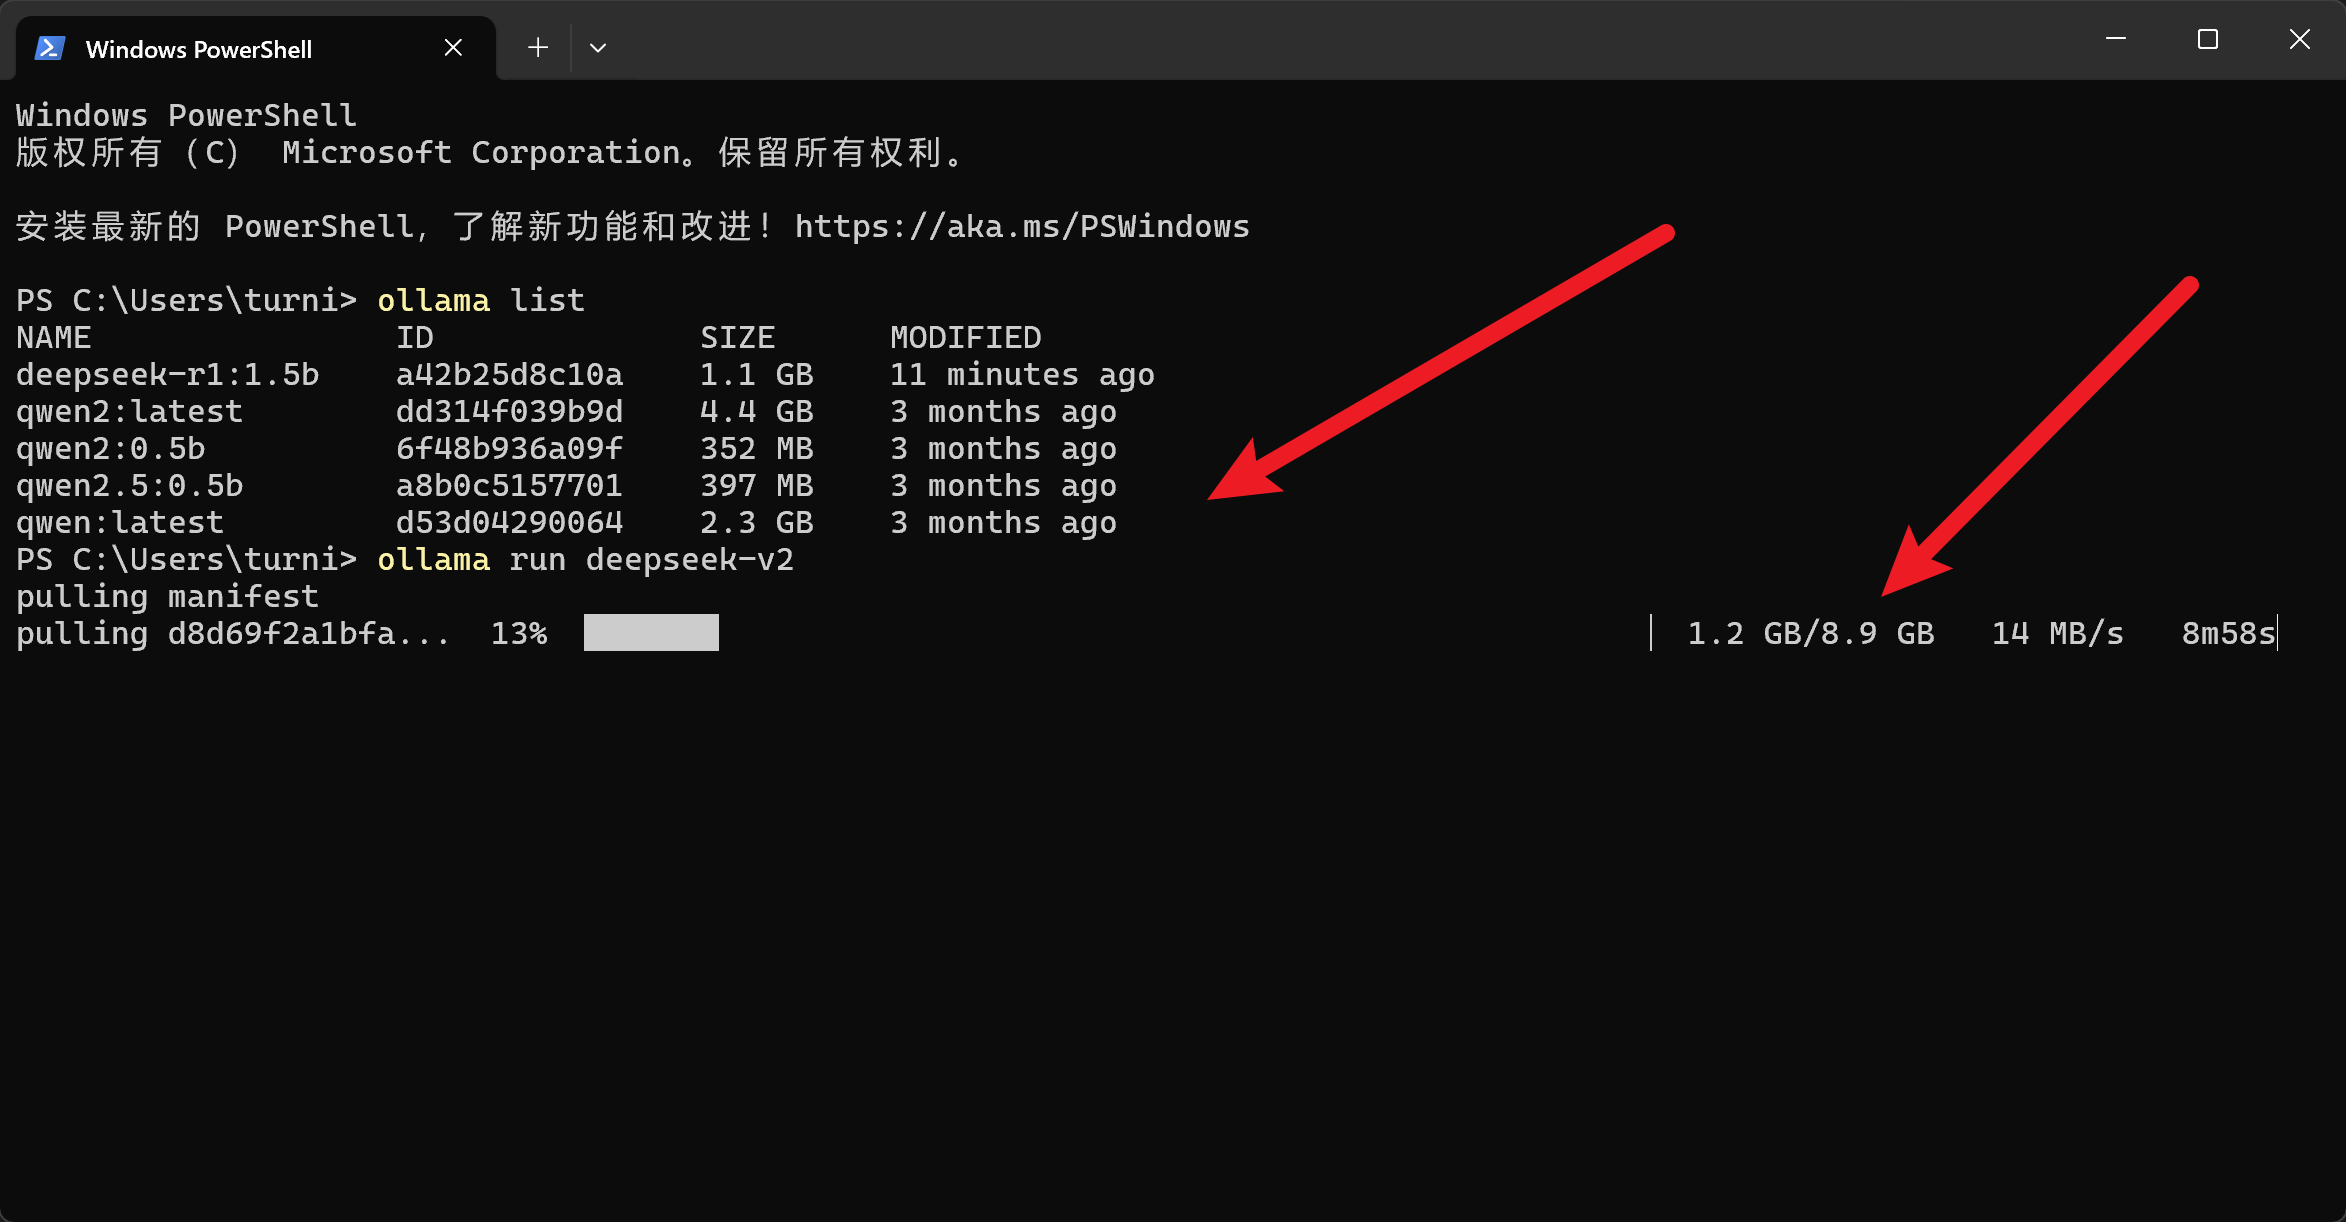 Windows PowerShell
Windows PowerShell
版权所有（C） Microsoft Corporation。保留所有权利。
安装最新的 PowerShell，了解新功能和改进！https://aka.ms/PSWindows
PS C:\Users\turni> ollama list
NAME ID SIZE MODIFIED
deepseek-r1:1.5b a42b25d8c10a 1.1 GB 11 minutes ago
qwen2:latest dd314f039b9d 4.4 GB 3 months ago
qwen2:0.5b 6f48b936a09f 352 MB 3 months ago
qwen2.5:0.5b a8b0c5157701 397 MB 3 months ago
qwen:latest d53d04290064 2.3 GB 3 months ago
PS C:\Users\turni> ollama run deepseek-v2
pulling manifest
pulling d8d69f2a1bfa... 13% 1.2 GB/8.9 GB 14 MB/s 8m58s